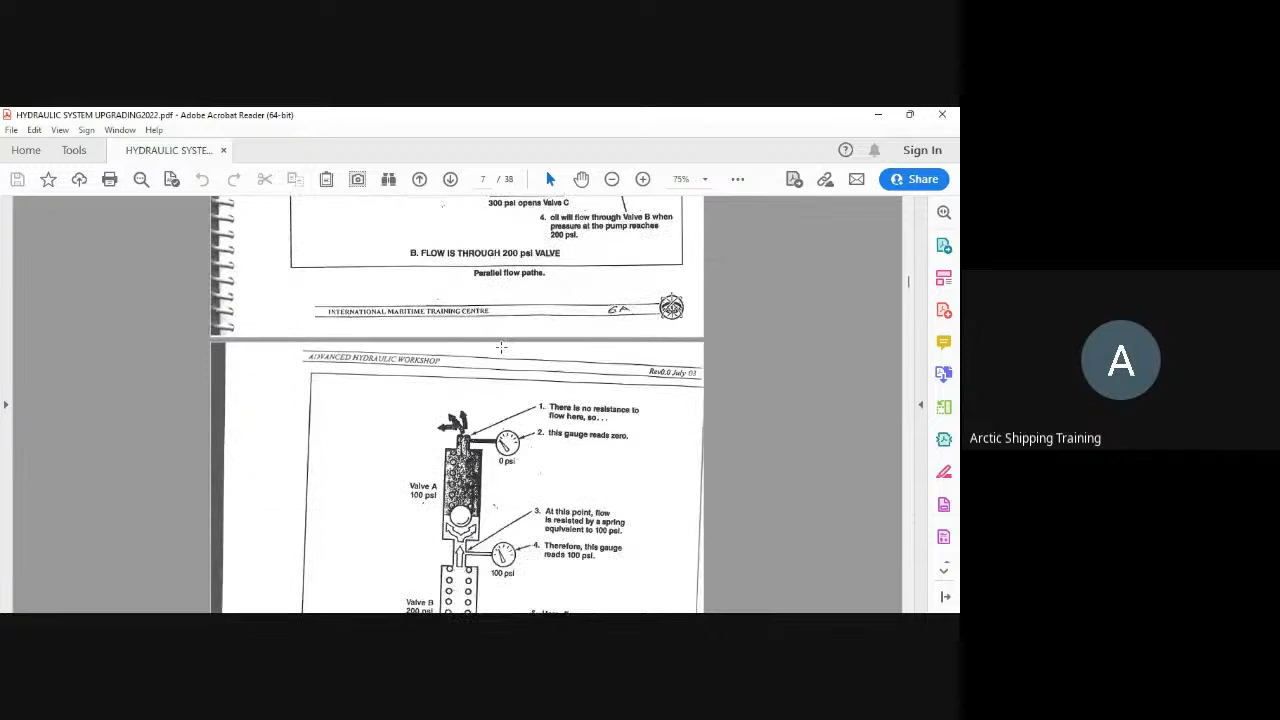 HYDRAULIC SYSTEM UPGRADING2022.pdf - Adobe Acrobat Reader (64-bit)
File Edit View Sign Window Help
Home Tools HYDRAULIC SYSTE... × Sign In
7 / 38 75% Share
300 psi opens Valve C
4. oil will flow through Valve B when
pressure at the pump reaches
200 psi.
B. FLOW IS THROUGH 200 psi VALVE
Parallel flow paths.
INTERNATIONAL MARITIME TRAINING CENTRE 6A
ADVANCED HYDRAULIC WORKSHOP
Rev0.0 July 03
1. There is no resistance to
flow here, so...
2. this gauge reads zero.
0 psi
Valve A
100 psi
3. At this point, flow
is resisted by a spring
equivalent to 100 psi.
4. Therefore, this gauge
reads 100 psi.
100 psi
Valve B
200 psi
A
Arctic Shipping Training